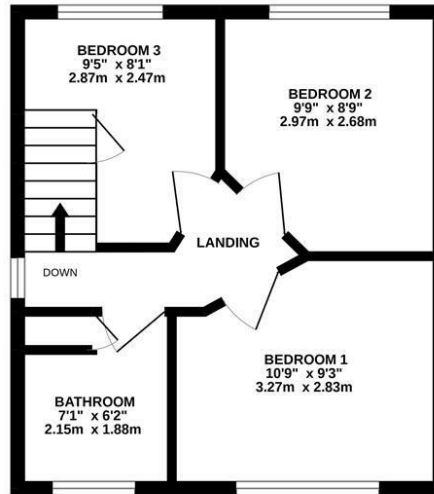 BEDROOM 3
9'5" x 8'1"
2.87m x 2.47m
BEDROOM 2
9'9" x 8'9"
2.97m x 2.68m
LANDING
DOWN
BEDROOM 1
10'9" x 9'3"
3.27m x 2.83m
BATHROOM
7'1" x 6'2"
2.15m x 1.88m